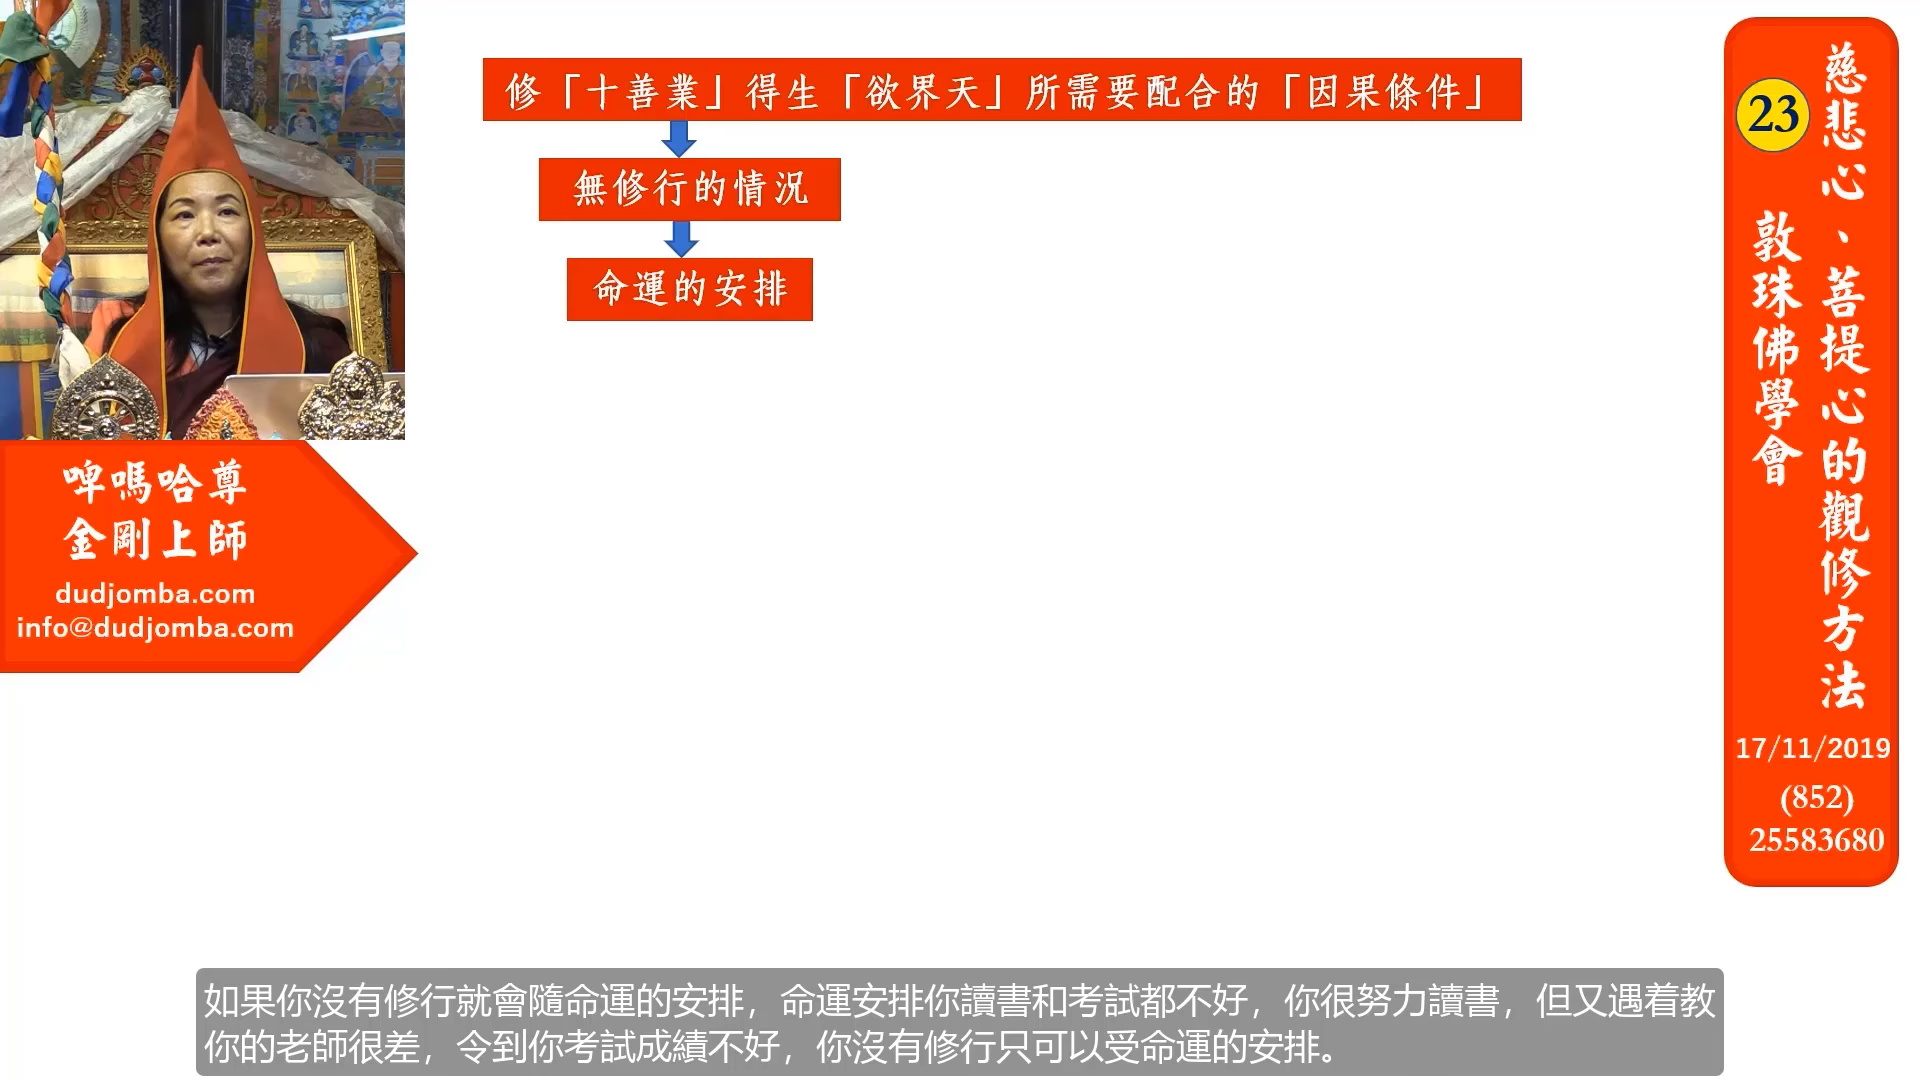 修「十善業」得生「欲界天」所需要配合的「因果條件」
無修行的情況
命運的安排
啤嗎哈尊
金剛上師
dudjomba.com
info@dudjomba.com
慈悲心、菩提心的觀修方法
23
敦珠佛學會
17/11/2019
(852)
25583680
如果你沒有修行就會隨命運的安排，命運安排你讀書和考試都不好，你很努力讀書，但又遇着教
你的老師很差，令到你考試成績不好，你沒有修行只可以受命運的安排。